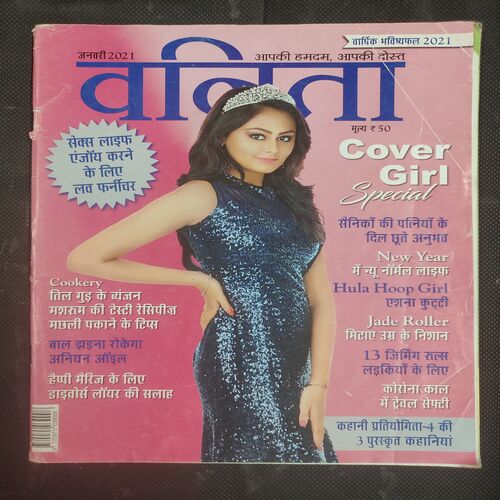 वार्षिक भविष्यफल 2021
जनवरी 2021
आपकी हमदम, आपकी दोस्त
वनिता
मूल्य ₹ 50
सेक्स लाइफ
एंजॉय करने
के लिए
लव फर्नीचर
Cover
Girl
Special
सैनिकों की पत्नियों के
दिल छूते अनुभव
New Year
में न्यू नॉर्मल लाइफ
Hula Hoop Girl
एशना कुट्टी
Jade Roller
मिटाए उम्र के निशान
13 जिमिंग रूल्स
लड़कियों के लिए
कोरोना काल
में ट्रेवल सेफ्टी
कहानी प्रतियोगिता-4 की
3 पुरस्कृत कहानियां
Cookery
तिल गुड़ के व्यंजन
मशरूम की टेस्टी रेसिपीज़
मछली पकाने के टिप्स
बाल झड़ना रोकेगा
अनियन ऑइल
हैप्पी मैरिज के लिए
डाइवोर्स लॉयर की सलाह